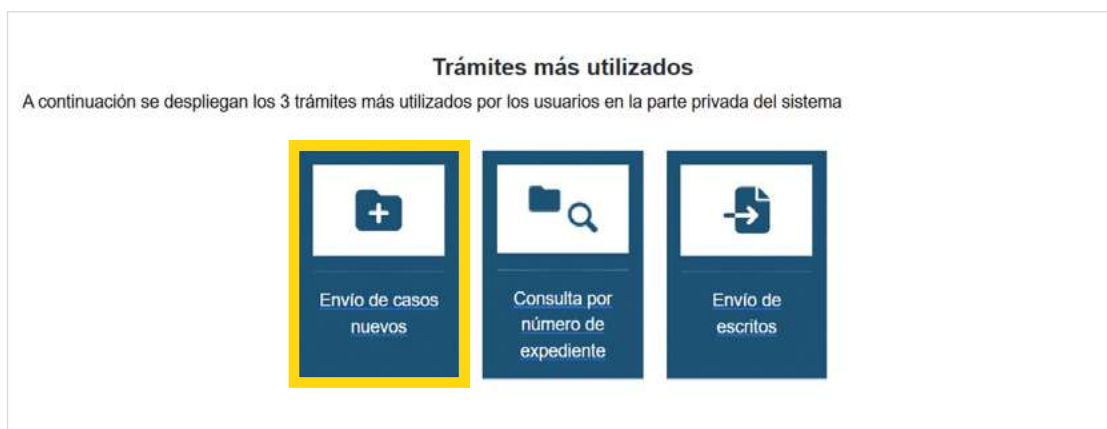 Trámites más utilizados
A continuación se despliegan los 3 trámites más utilizados por los usuarios en la parte privada del sistema
Envío de casos
nuevos
Consulta por
número de
expediente
Envío de
escritos